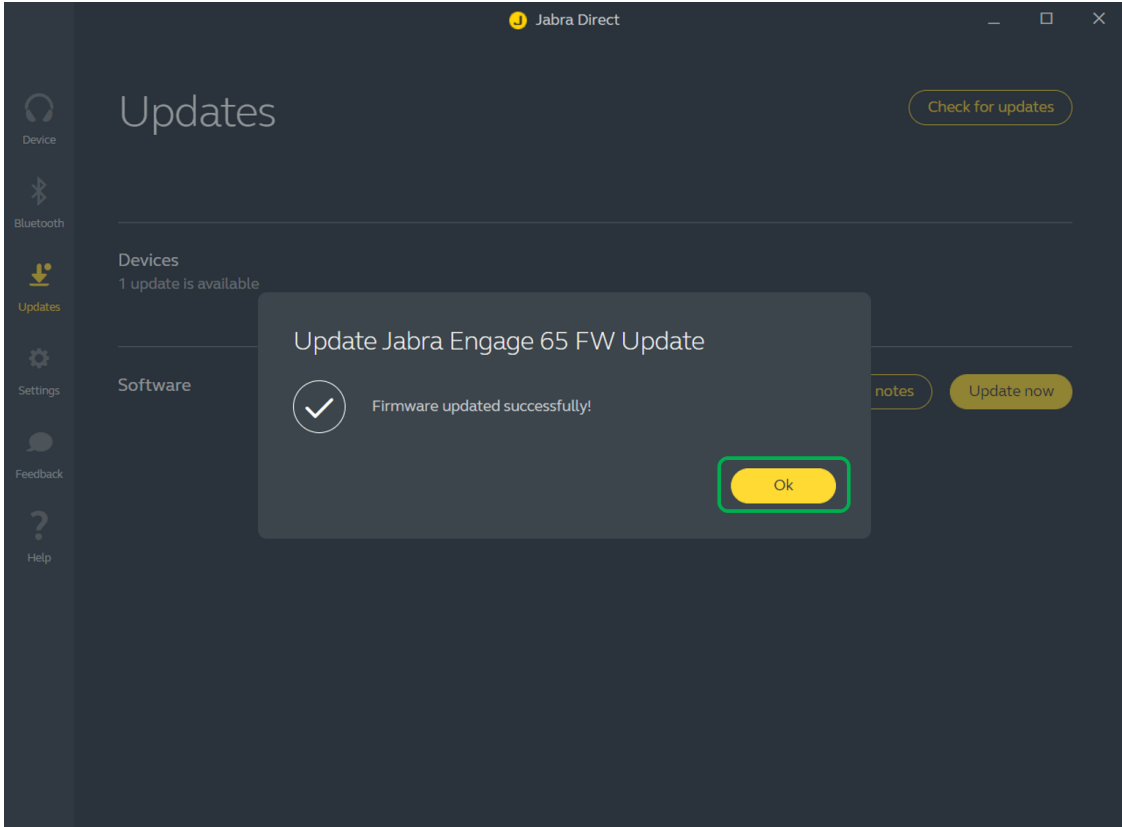 Jabra Direct
Updates
Check for updates
Device
Bluetooth
Updates
Settings
Feedback
Help
Devices
1 update is available
Software
notes
Update now
Update Jabra Engage 65 FW Update
Firmware updated successfully!
Ok